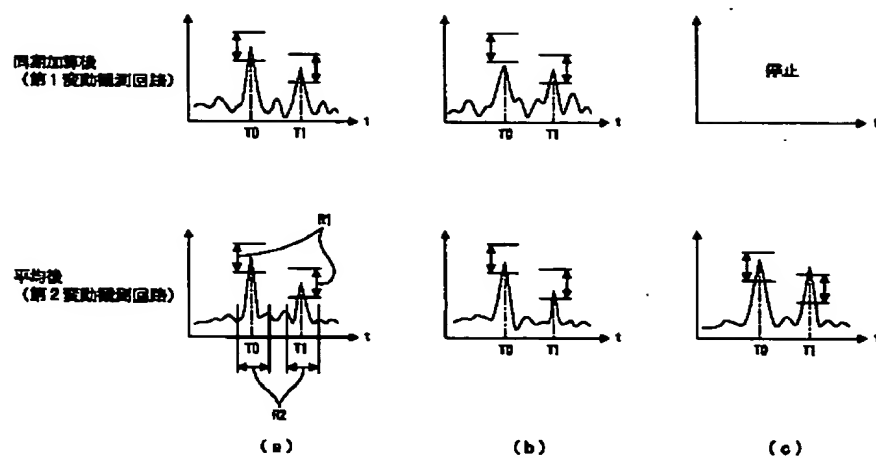 同期加算後
(第1変動観測回路)
T0
T1
t
T0
T1
t
停止
t
平均後
(第2変動観測回路)
R1
T0
T1
t
R2
T0
T1
t
T0
T1
t
(a)
(b)
(c)